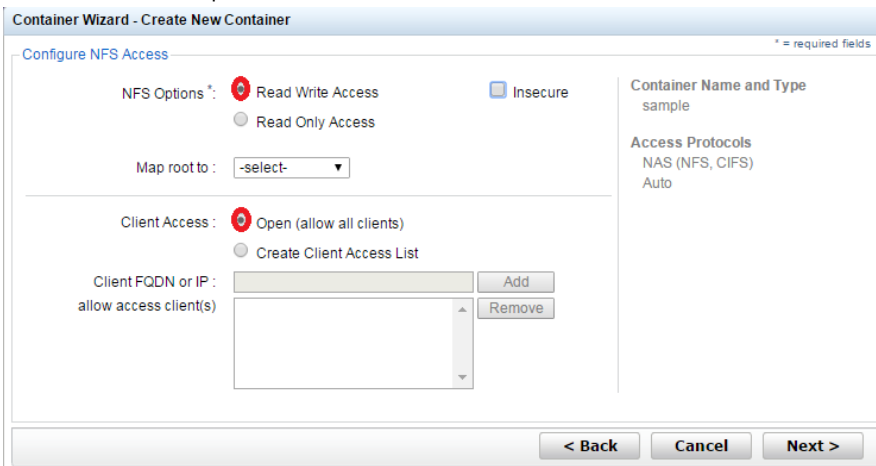 Container Wizard - Create New Container
* = required fields
Configure NFS Access
NFS Options *: Read Write Access Insecure
Read Only Access
Map root to : -select-
Client Access : Open (allow all clients)
Create Client Access List
Client FQDN or IP : Add
allow access client(s) Remove
Container Name and Type
sample
Access Protocols
NAS (NFS, CIFS)
Auto
< Back Cancel Next >